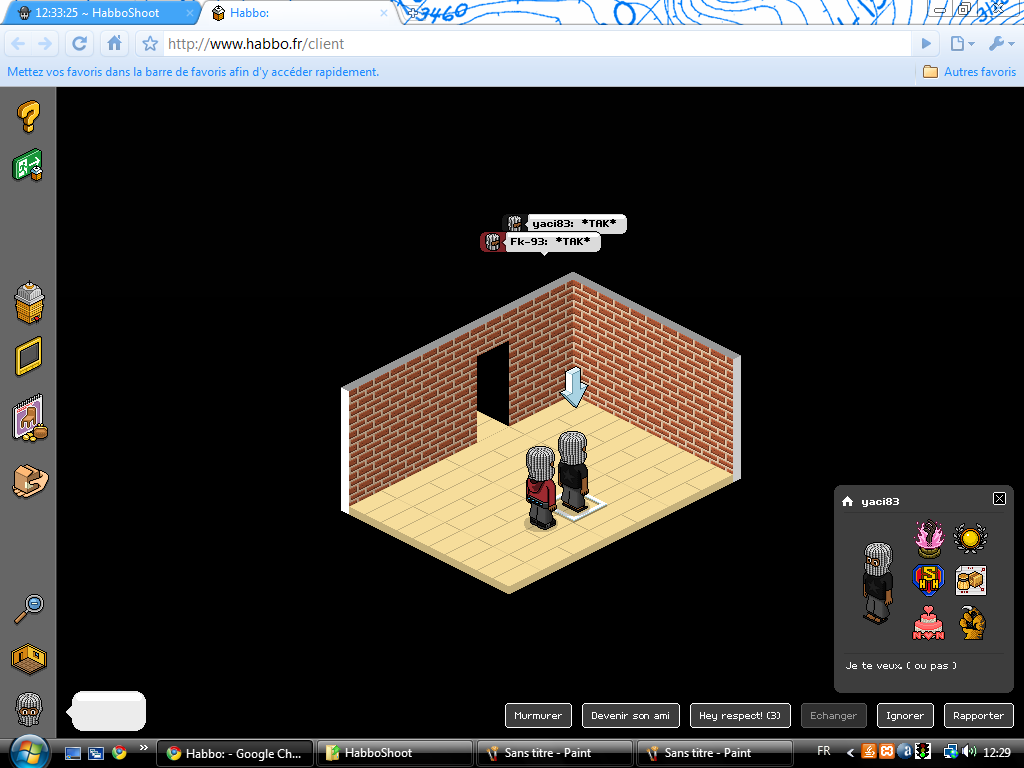 12:33:25 ~ HabboShoot
Habbo:
3460
http://www.habbo.fr/client
Mettez vos favoris dans la barre de favoris afin d'y accéder rapidement.
Autres favoris
yaci83: *TAK*
Fk-93: *TAK*
yaci83
S
H H
N N
Je te veux. ( ou pas )
Murmurer
Devenir son ami
Hey respect! (3)
Echanger
Ignorer
Rapporter
Habbo: - Google Ch...
HabboShoot
Sans titre - Paint
Sans titre - Paint
FR
12:29